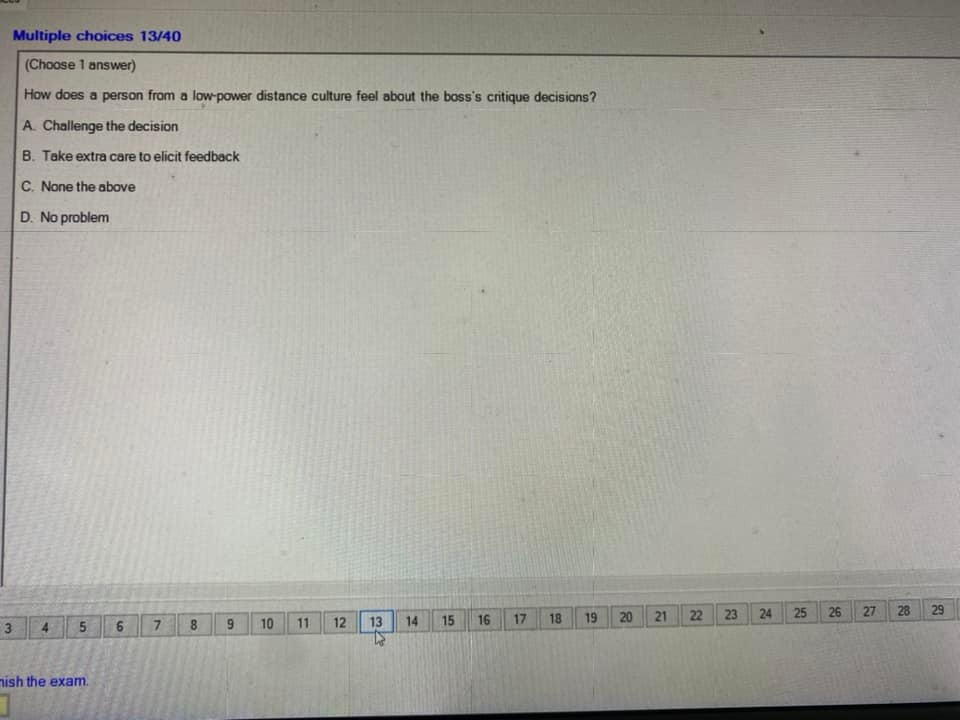 Multiple choices 13/40
(Choose 1 answer)
How does a person from a low-power distance culture feel about the boss's critique decisions?
A. Challenge the decision
B. Take extra care to elicit feedback
C. None the above
D. No problem
3 4 5 6 7 8 9 10 11 12 13 14 15 16 17 18 19 20 21 22 23 24 25 26 27 28 29
nish the exam.